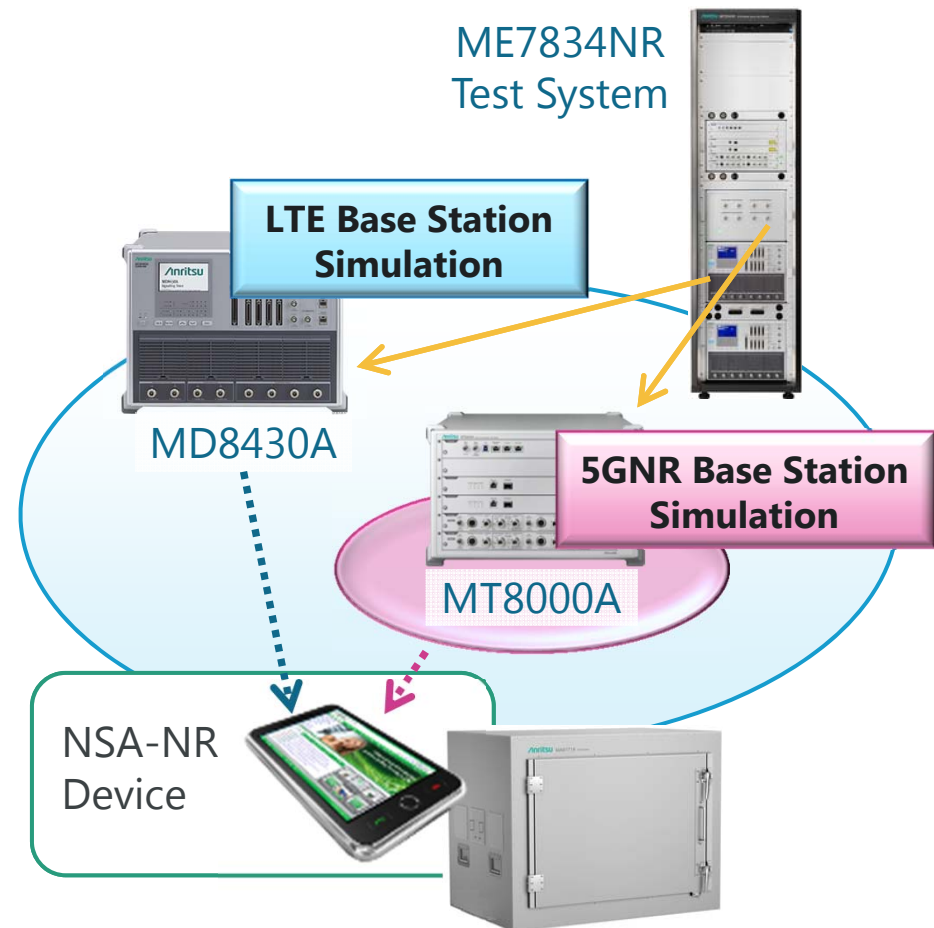 ME7834NR
Test System
LTE Base Station
Simulation
Anritsu
MD8430A
5GNR Base Station
Simulation
MT8000A
NSA-NR
Device
Anritsu